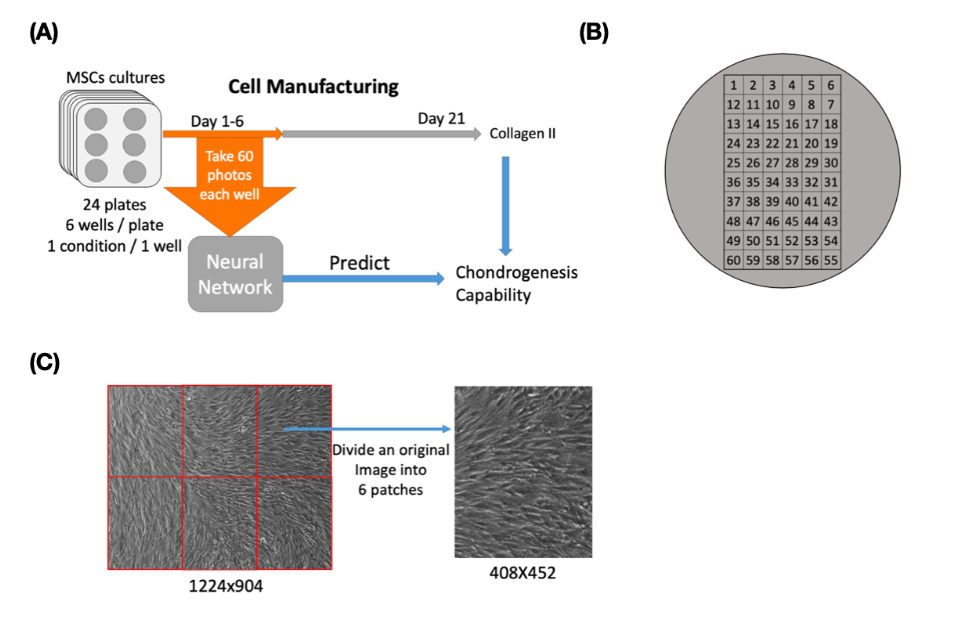 (A)
MSCs cultures
Cell Manufacturing
Day 1-6
Day 21
Collagen II
Take 60
photos
each well
24 plates
6 wells / plate
1 condition / 1 well
Neural
Network
Predict
Chondrogenesis
Capability
(B)
1 2 3 4 5 6
12 11 10 9 8 7
13 14 15 16 17 18
24 23 22 21 20 19
25 26 27 28 29 30
36 35 34 33 32 31
37 38 39 40 41 42
48 47 46 45 44 43
49 50 51 52 53 54
60 59 58 57 56 55
(C)
Divide an original
Image into
6 patches
1224x904
408X452